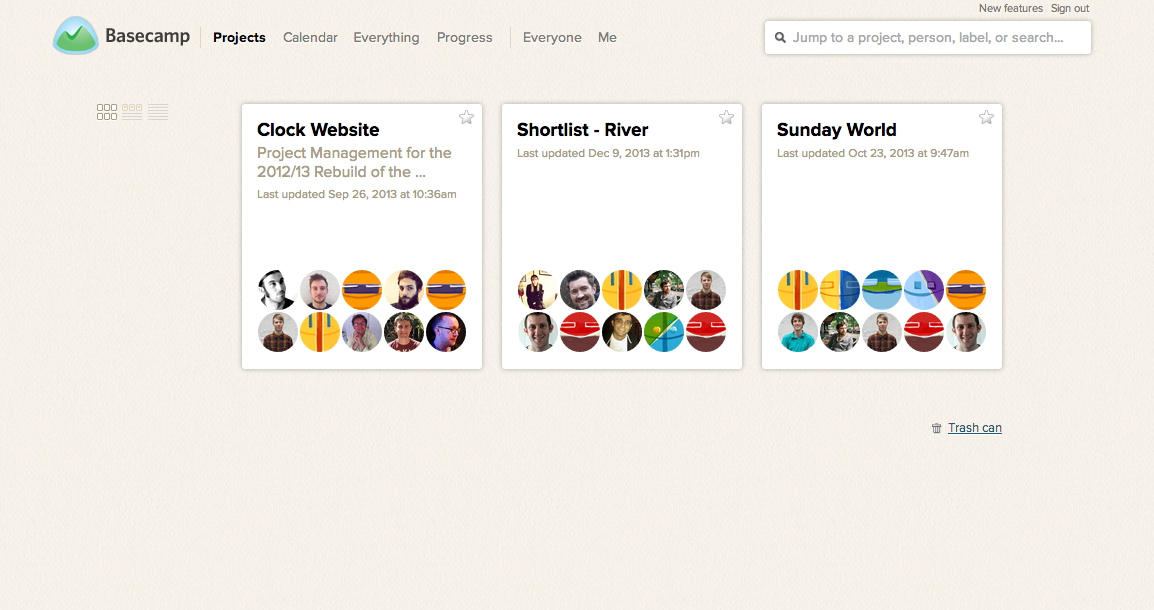 New features Sign out
Basecamp Projects Calendar Everything Progress Everyone Me Jump to a project, person, label, or search...
Clock Website
Project Management for the
2012/13 Rebuild of the ...
Last updated Sep 26, 2013 at 10:36am
Shortlist - River
Last updated Dec 9, 2013 at 1:31pm
Sunday World
Last updated Oct 23, 2013 at 9:47am
Trash can